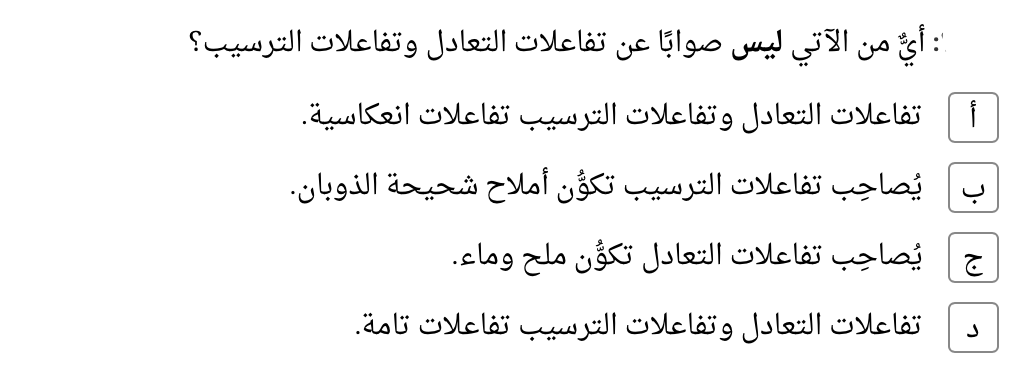 : أيٌّ من الآتي ليس صوابًا عن تفاعلات التعادل وتفاعلات الترسيب؟
أ تفاعلات التعادل وتفاعلات الترسيب تفاعلات انعكاسية.
ب يُصاحِب تفاعلات الترسيب تكوُّن أملاح شحيحة الذوبان.
ج يُصاحِب تفاعلات التعادل تكوُّن ملح وماء.
د تفاعلات التعادل وتفاعلات الترسيب تفاعلات تامة.